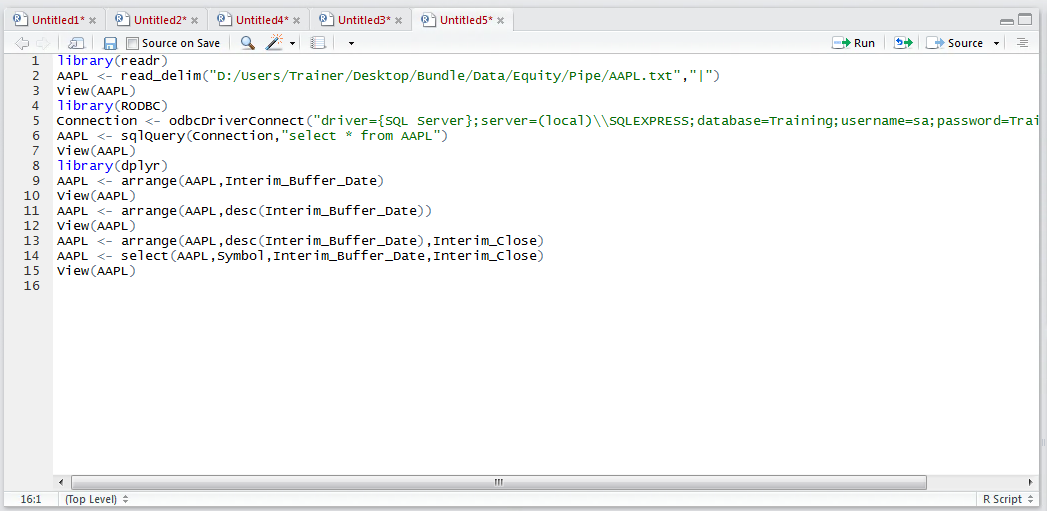 Untitled1* Untitled2* Untitled4* Untitled3* Untitled5*
Source on Save Run Source
1 library(readr)
2 AAPL <- read_delim("D:/Users/Trainer/Desktop/Bundle/Data/Equity/Pipe/AAPL.txt","|")
3 View(AAPL)
4 library(RODBC)
5 Connection <- odbcDriverConnect("driver={SQL Server};server=(local)\\SQLEXPRESS;database=Training;username=sa;password=Trai
6 AAPL <- sqlQuery(Connection,"select * from AAPL")
7 View(AAPL)
8 library(dplyr)
9 AAPL <- arrange(AAPL,Interim_Buffer_Date)
10 View(AAPL)
11 AAPL <- arrange(AAPL,desc(Interim_Buffer_Date))
12 View(AAPL)
13 AAPL <- arrange(AAPL,desc(Interim_Buffer_Date),Interim_Close)
14 AAPL <- select(AAPL,Symbol,Interim_Buffer_Date,Interim_Close)
15 View(AAPL)
16
16:1 (Top Level) R Script